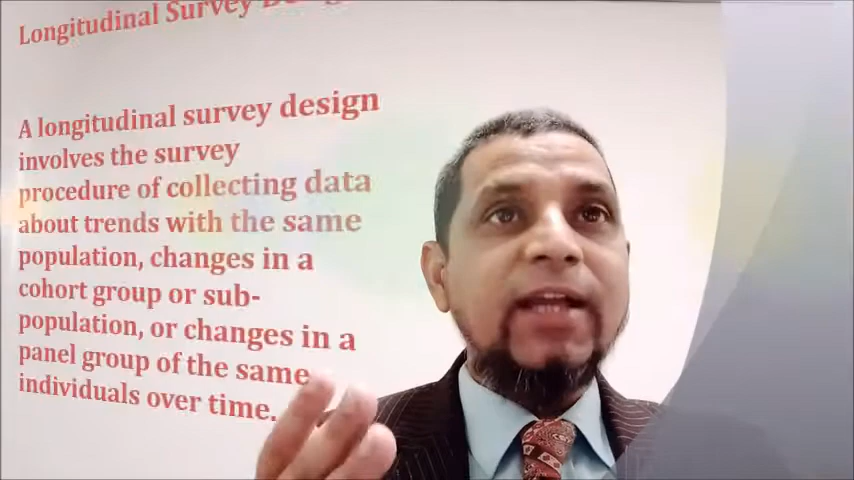 Longitudinal Survey Design
A longitudinal survey design
involves the survey
procedure of collecting data
about trends with the same
population, changes in a
cohort group or sub-
population, or changes in a
panel group of the same
individuals over time.